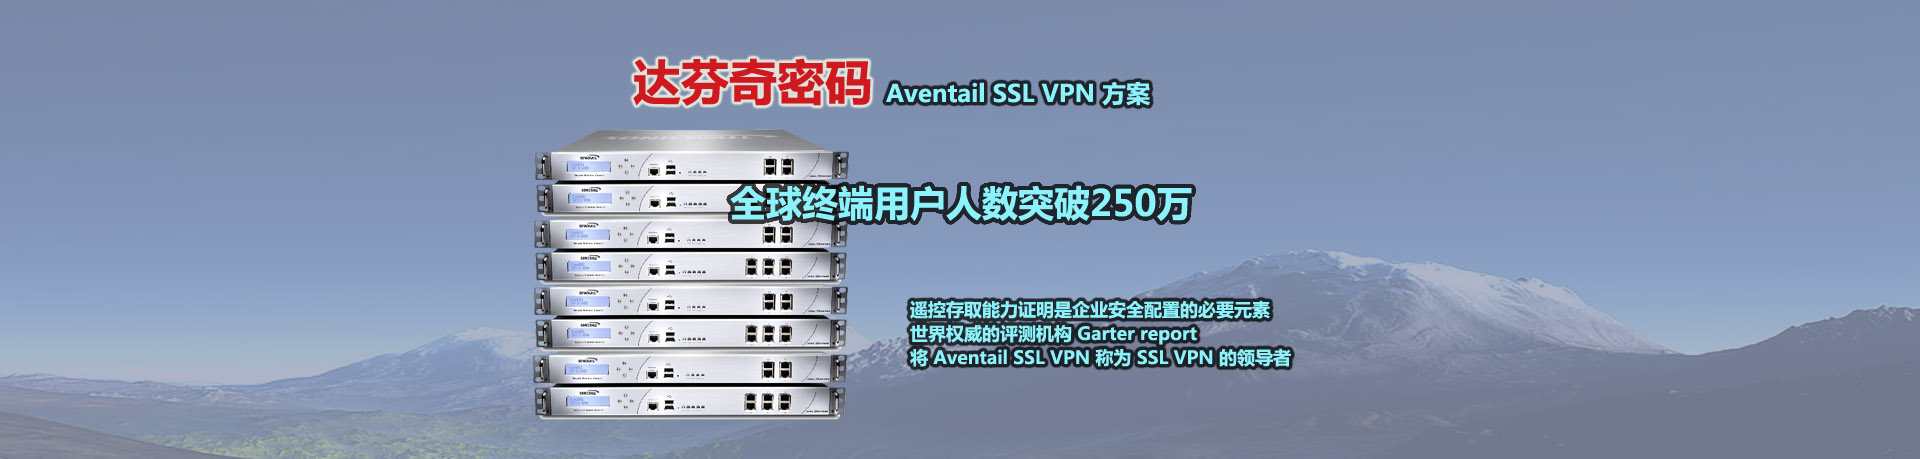 达芬奇密码 Aventail SSL VPN 方案
SONICWALL
全球终端用户人数突破250万
遥控存取能力证明是企业安全配置的必要元素
世界权威的评测机构 Garter report
将 Aventail SSL VPN 称为 SSL VPN 的领导者